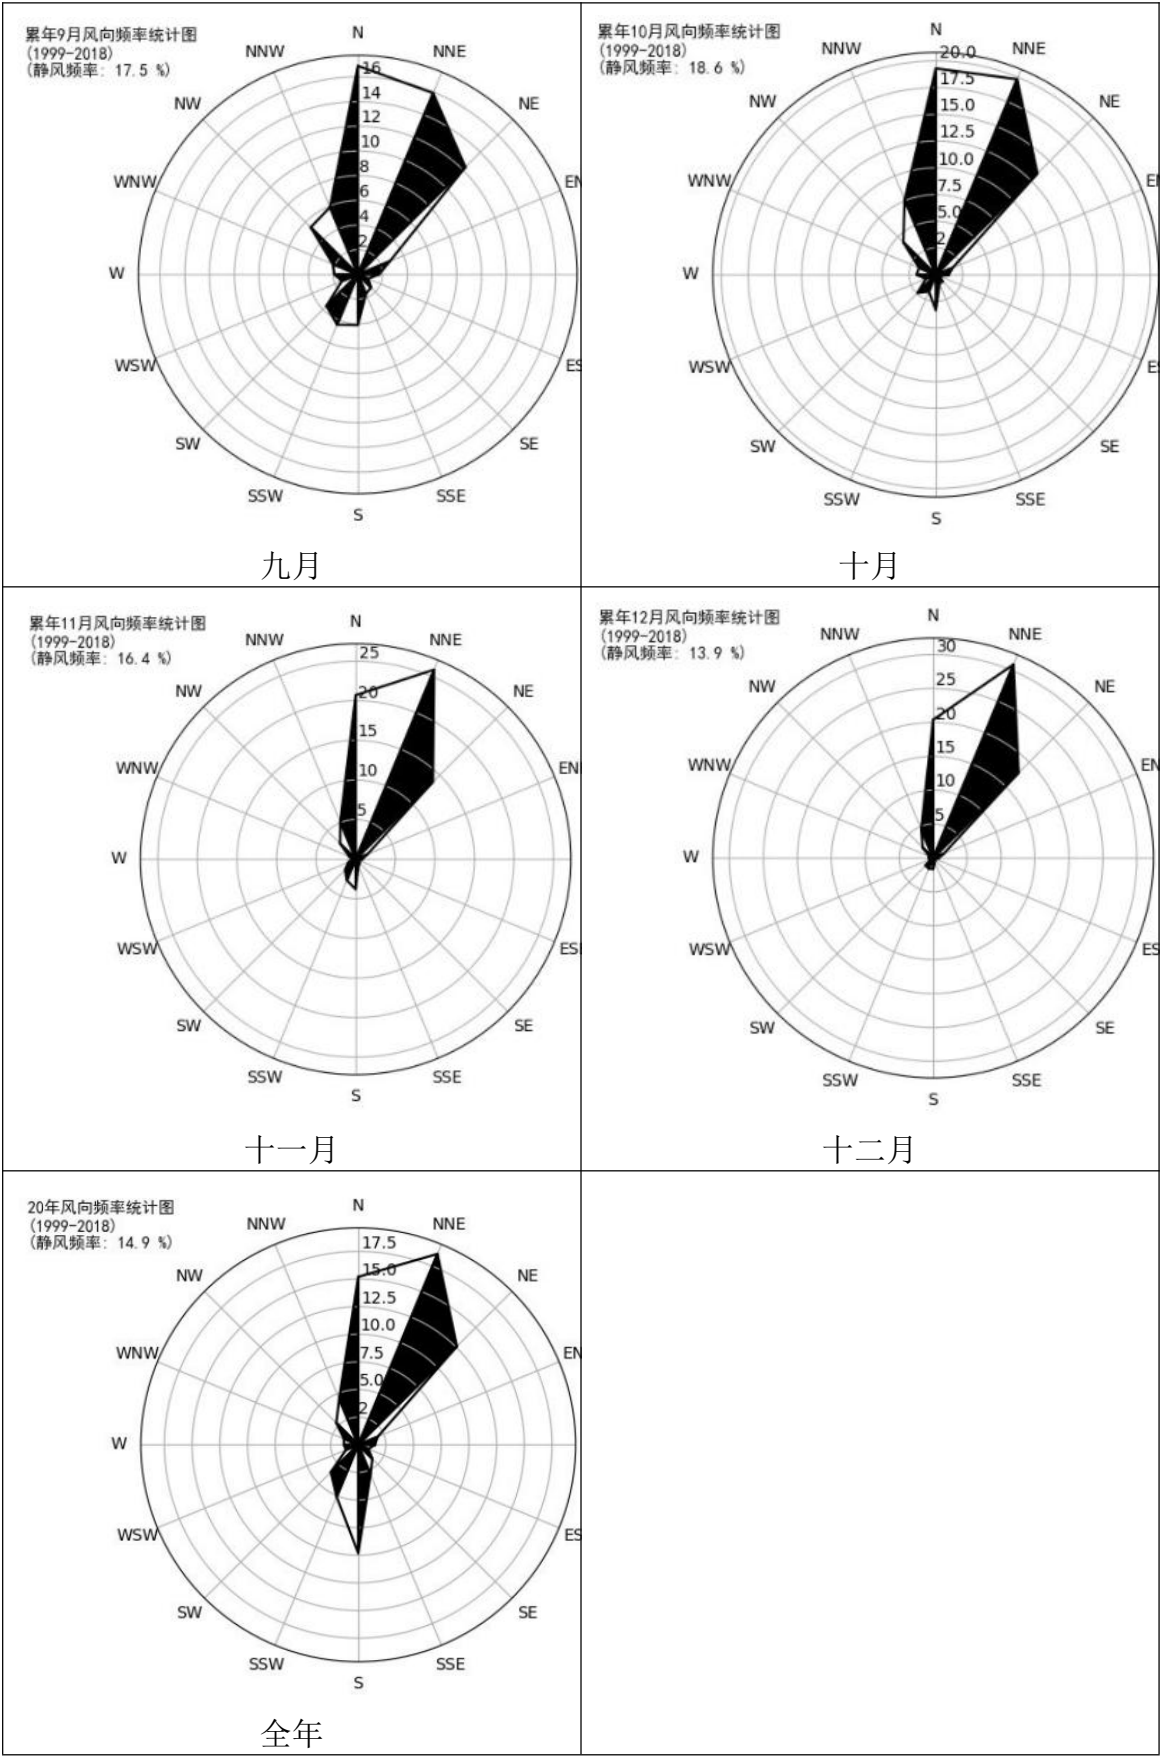 累年9月风向频率统计图
(1999-2018)
(静风频率: 17.5 %)
N
NNE
NE
EN
ES
SE
SSE
S
SSW
SW
WSW
W
WNW
NW
NNW
16
14
12
10
8
6
4
2
九月
累年10月风向频率统计图
(1999-2018)
(静风频率: 18.6 %)
N
NNE
NE
E
SE
SSE
S
SSW
SW
WSW
W
WNW
NW
NNW
20.0
17.5
15.0
12.5
10.0
7.5
5.0
2
十月
累年11月风向频率统计图
(1999-2018)
(静风频率: 16.4 %)
N
NNE
NE
EN
ES
SE
SSE
S
SSW
SW
WSW
W
WNW
NW
NNW
25
20
15
10
5
十一月
累年12月风向频率统计图
(1999-2018)
(静风频率: 13.9 %)
N
NNE
NE
EN
ES
SE
SSE
S
SSW
SW
WSW
W
WNW
NW
NNW
30
25
20
15
10
5
十二月
20年风向频率统计图
(1999-2018)
(静风频率: 14.9 %)
N
NNE
NE
EN
ES
SE
SSE
S
SSW
SW
WSW
W
WNW
NW
NNW
17.5
15.0
12.5
10.0
7.5
5.0
2
全年